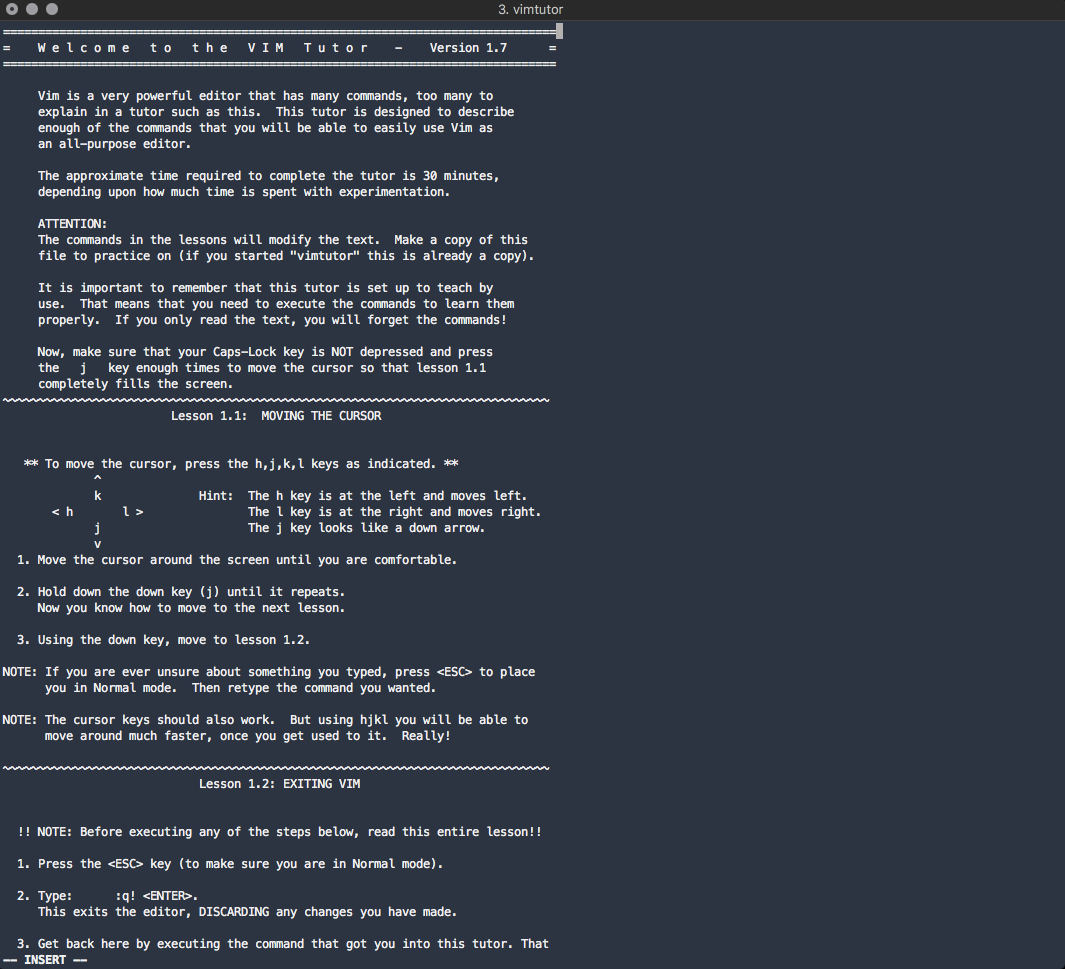 3. vimtutor
===============================================================================
=    W e l c o m e   t o   t h e   V I M   T u t o r    -    Version 1.7      =
===============================================================================
     Vim is a very powerful editor that has many commands, too many to
     explain in a tutor such as this.  This tutor is designed to describe
     enough of the commands that you will be able to easily use Vim as
     an all-purpose editor.
     The approximate time required to complete the tutor is 30 minutes,
     depending upon how much time is spent with experimentation.
     ATTENTION:
     The commands in the lessons will modify the text.  Make a copy of this
     file to practice on (if you started "vimtutor" this is already a copy).
     It is important to remember that this tutor is set up to teach by
     use.  That means that you need to execute the commands to learn them
     properly.  If you only read the text, you will forget the commands!
     Now, make sure that your Caps-Lock key is NOT depressed and press
     the   j   key enough times to move the cursor so that lesson 1.1
     completely fills the screen.
~~~~~~~~~~~~~~~~~~~~~~~~~~~~~~~~~~~~~~~~~~~~~~~~~~~~~~~~~~~~~~~~~~~~~~~~~~~~~~
                        Lesson 1.1:  MOVING THE CURSOR
   ** To move the cursor, press the h,j,k,l keys as indicated. **
             ^
             k              Hint:  The h key is at the left and moves left.
       < h       l >               The l key is at the right and moves right.
             j                     The j key looks like a down arrow.
             v
  1. Move the cursor around the screen until you are comfortable.
  2. Hold down the down key (j) until it repeats.
     Now you know how to move to the next lesson.
  3. Using the down key, move to lesson 1.2.
NOTE: If you are ever unsure about something you typed, press <ESC> to place
      you in Normal mode.  Then retype the command you wanted.
NOTE: The cursor keys should also work.  But using hjkl you will be able to
      move around much faster, once you get used to it.  Really!
~~~~~~~~~~~~~~~~~~~~~~~~~~~~~~~~~~~~~~~~~~~~~~~~~~~~~~~~~~~~~~~~~~~~~~~~~~~~~~
                            Lesson 1.2: EXITING VIM
  !! NOTE: Before executing any of the steps below, read this entire lesson!!
  1. Press the <ESC> key (to make sure you are in Normal mode).
  2. Type:      :q! <ENTER>.
     This exits the editor, DISCARDING any changes you have made.
  3. Get back here by executing the command that got you into this tutor. That
-- INSERT --